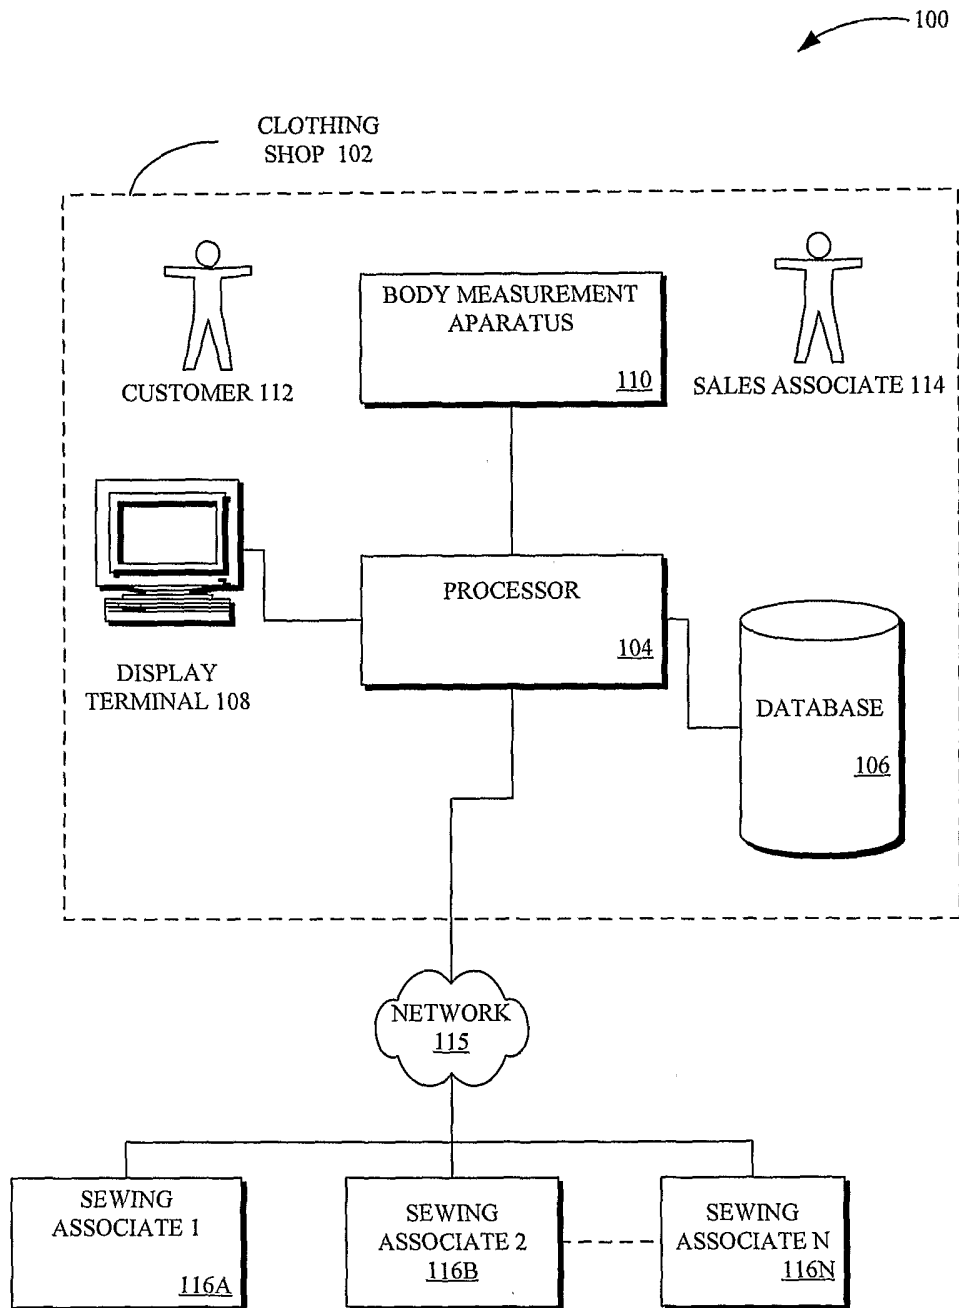 100
CLOTHING
SHOP 102
BODY MEASUREMENT
APARATUS
110
CUSTOMER 112
SALES ASSOCIATE 114
PROCESSOR
104
DISPLAY
TERMINAL 108
DATABASE
106
NETWORK
115
SEWING
ASSOCIATE 1
116A
SEWING
ASSOCIATE 2
116B
SEWING
ASSOCIATE N
116N